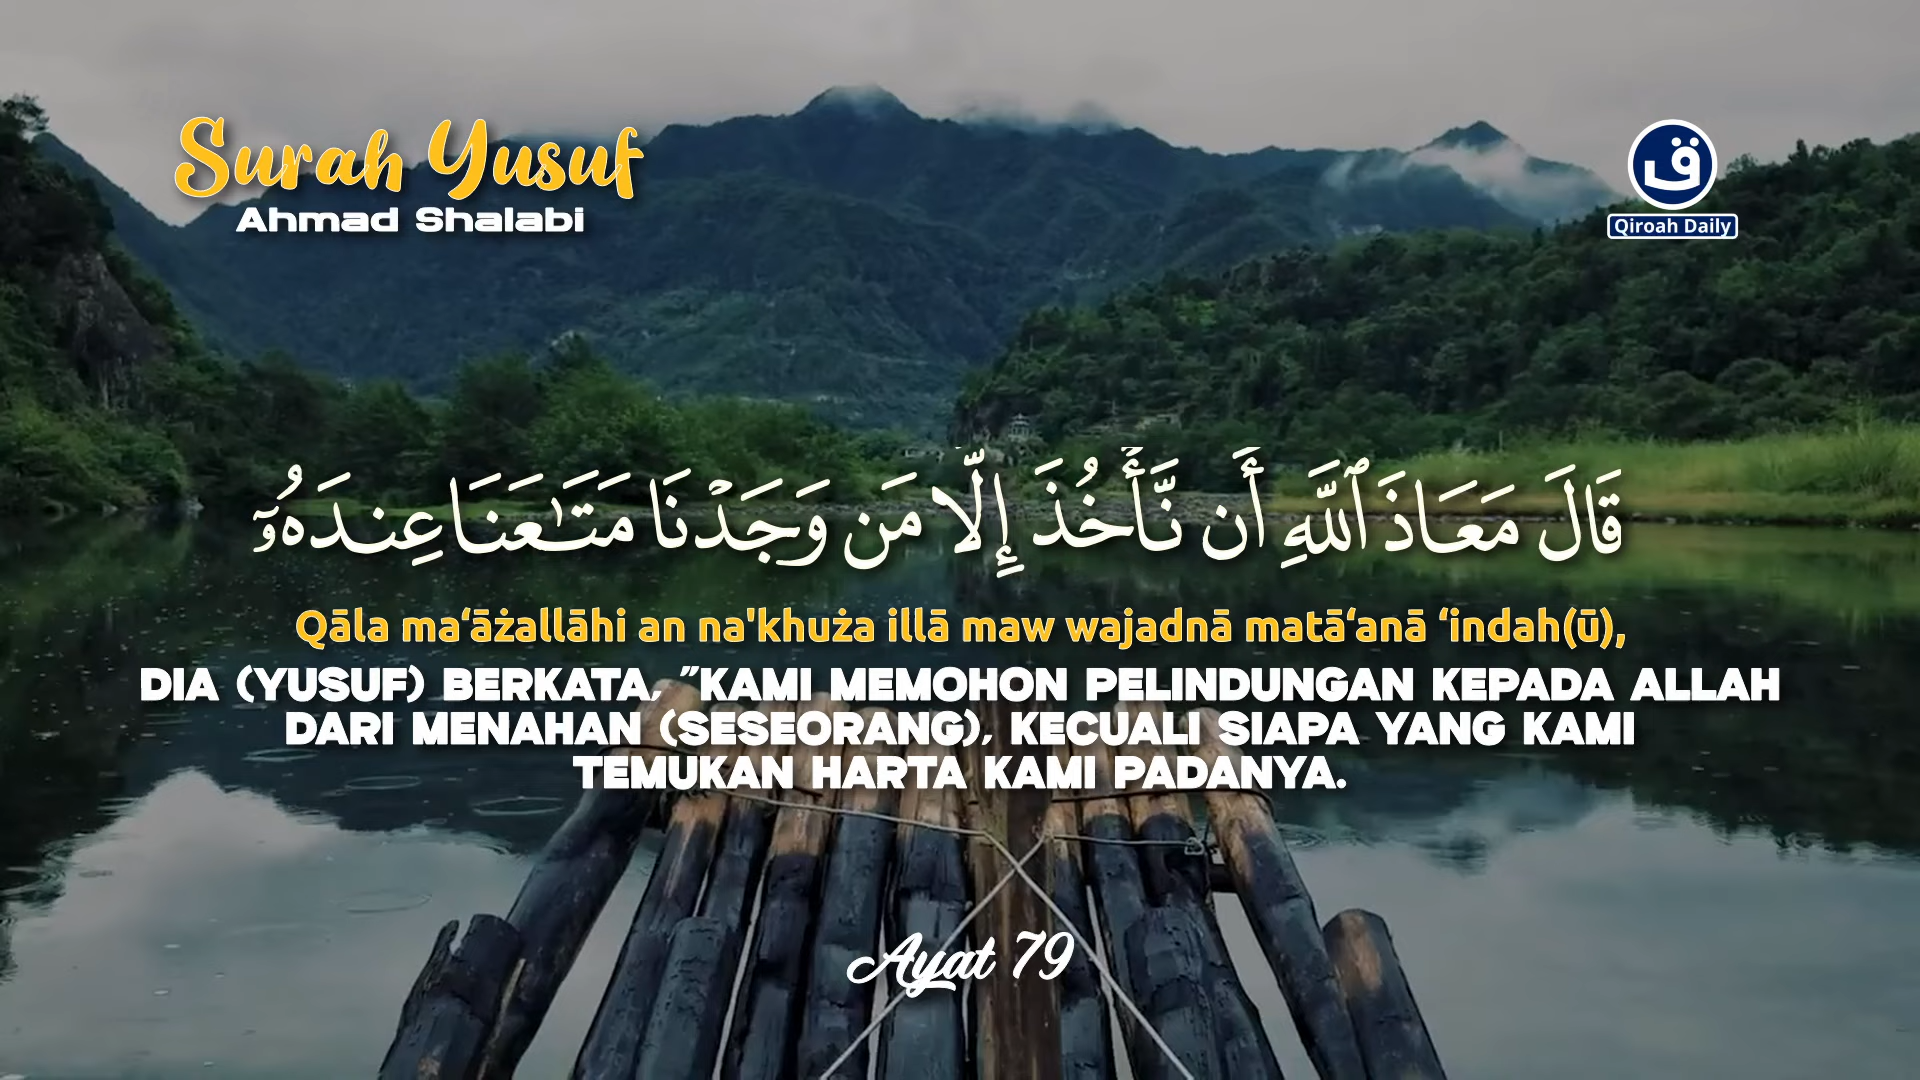 Surah Yusuf
Ahmad Shalabi
ق
Qiroah Daily
قَالَ مَعَاذَ ٱللَّهِ أَن نَّأۡخُذَ إِلَّا مَن وَجَدۡنَا مَتَٰعَنَا عِندَهُۥٓ
Qāla ma‘āżallāhi an na'khuża illā maw wajadnā matā‘anā ‘indah(ū),
DIA (YUSUF) BERKATA, "KAMI MEMOHON PELINDUNGAN KEPADA ALLAH
DARI MENAHAN (SESEORANG), KECUALI SIAPA YANG KAMI
TEMUKAN HARTA KAMI PADANYA.
Ayat 79